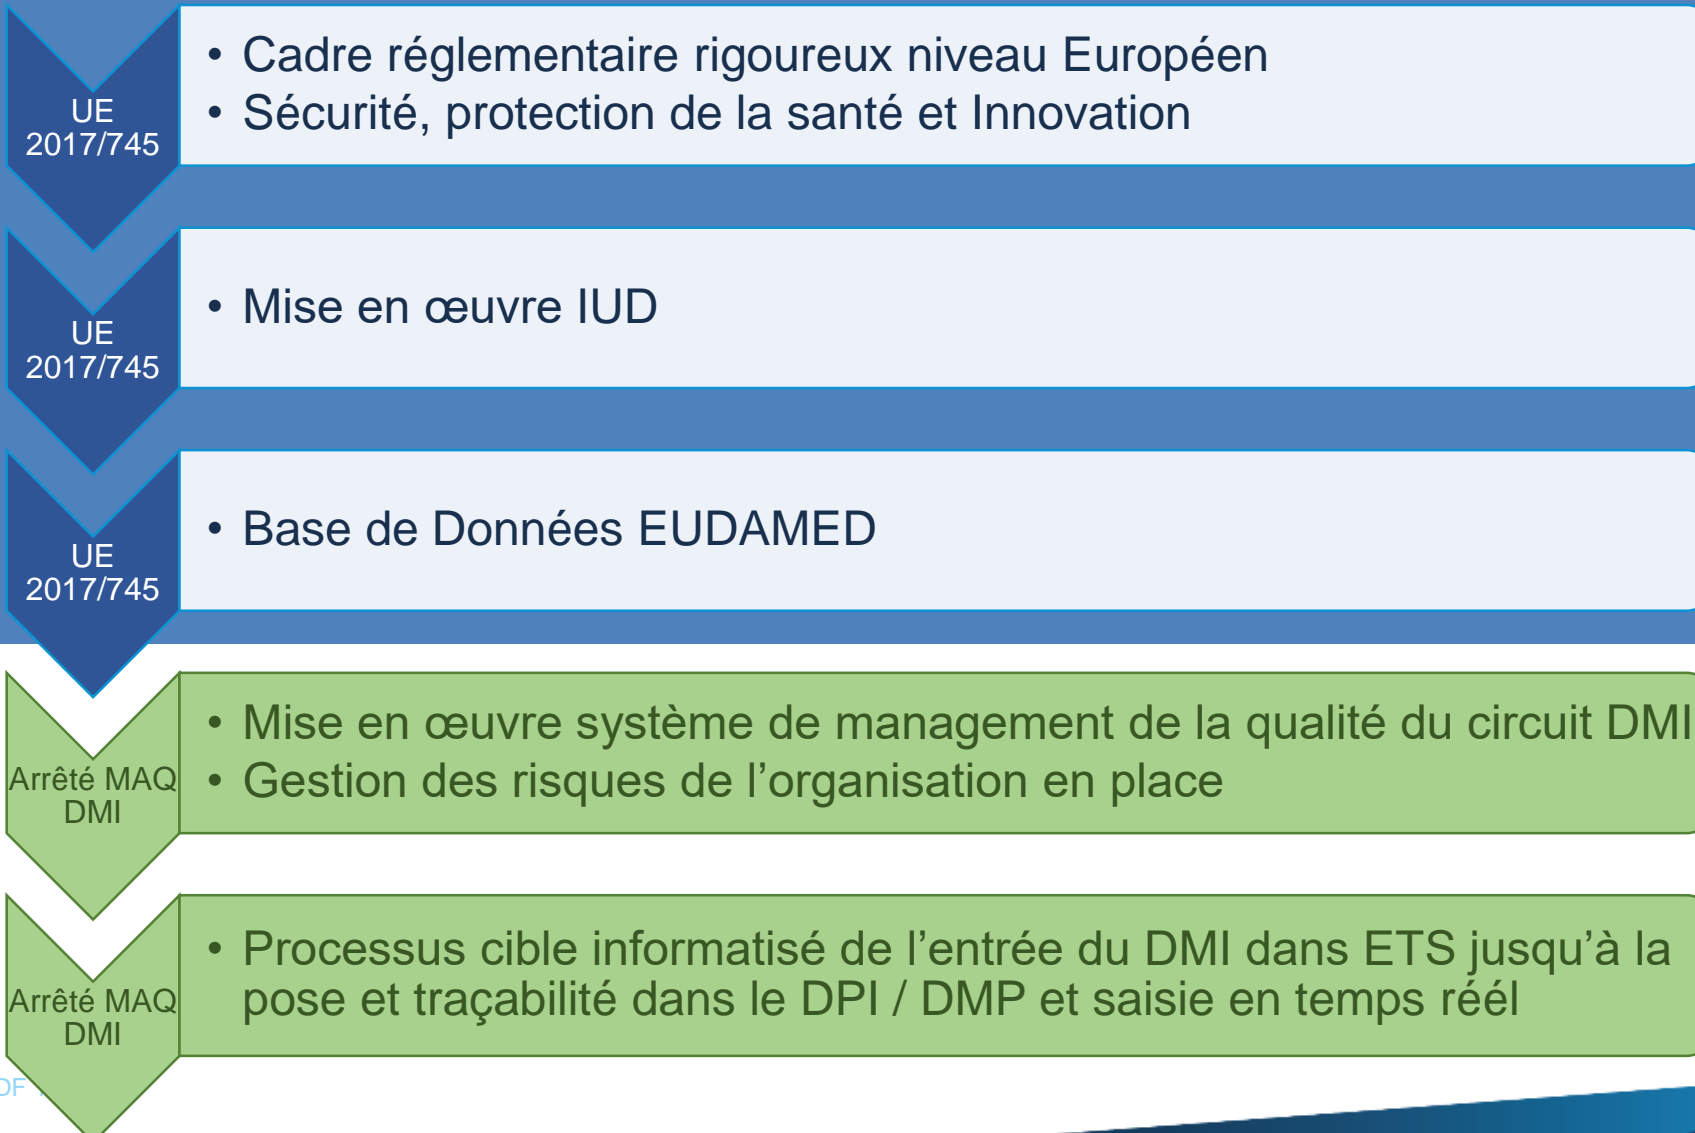 UE
2017/745
• Cadre réglementaire rigoureux niveau Européen
• Sécurité, protection de la santé et Innovation
UE
2017/745
• Mise en œuvre IUD
UE
2017/745
• Base de Données EUDAMED
Arrêté MAQ
DMI
• Mise en œuvre système de management de la qualité du circuit DMI
• Gestion des risques de l’organisation en place
Arrêté MAQ
DMI
• Processus cible informatisé de l’entrée du DMI dans ETS jusqu’à la
pose et traçabilité dans le DPI / DMP et saisie en temps réél